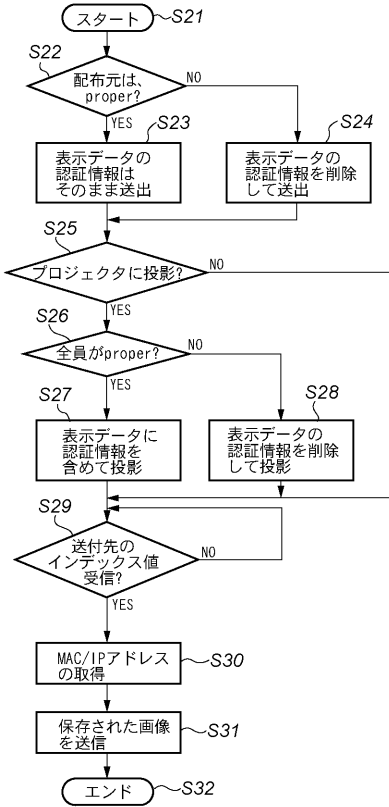 スタート
S21
S22
配布元は、
proper?
NO
YES
S23
表示データの
認証情報は
そのまま送出
S24
表示データの
認証情報を削除
して送出
S25
プロジェクタに投影?
NO
YES
S26
全員がproper?
NO
YES
S27
表示データに
認証情報を
含めて投影
S28
表示データの
認証情報を削除
して投影
S29
送付先の
インデックス値
受信?
NO
YES
MAC/IPアドレス
の取得
S30
保存された画像
を送信
S31
エンド
S32